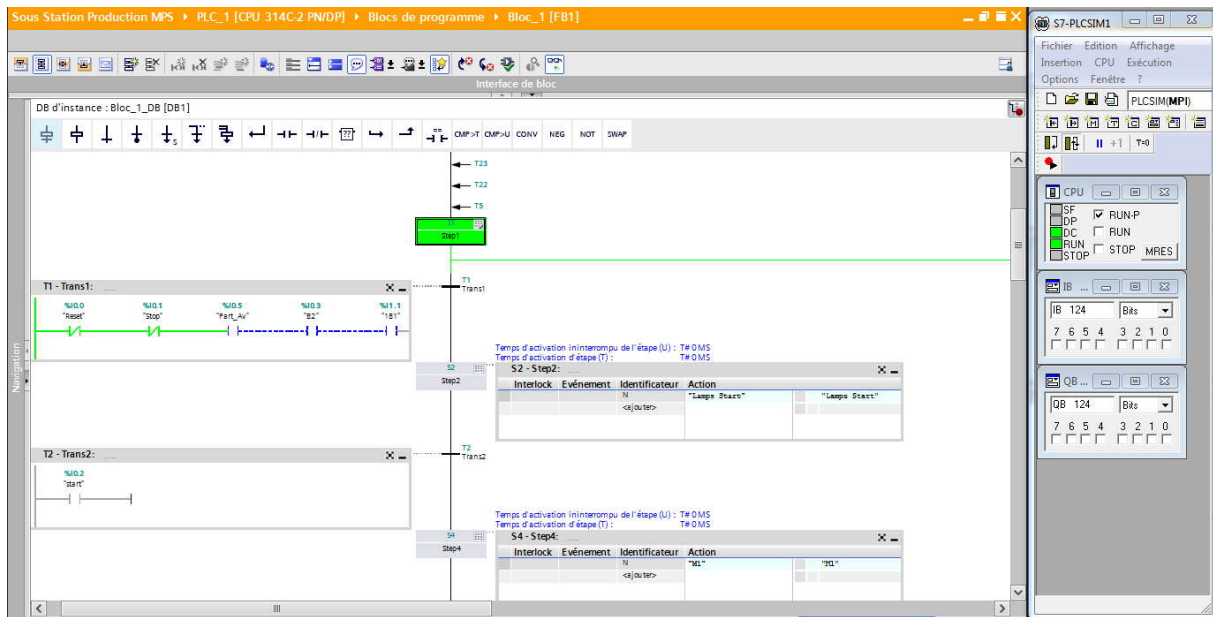 Sous Station Production MPS ▸ PLC_1 [CPU 314C-2 PN/DP] ▸ Blocs de programme ▸ Bloc_1 [FB1]
Interface de bloc
DB d'instance : Bloc_1_DB [DB1]
CMP>T CMP>U CONV NEG NOT SWAP
Navigation
T23
T22
T5
Step1
T1
Trans1
T1 - Trans1: .....
%I0.0 %I0.1 %I0.5 %I0.3 %I1.1
"Reset" "Stop" "Part_Av" "B2" "1B1"
Temps d'activation ininterrompu de l'étape (U) : T#0MS
Temps d'activation d'étape (T) : T#0MS
S2
Step2
S2 - Step2: .....
Interlock Evénement Identificateur Action
N "Lamps Start" "Lamps Start"
<ajouter>
T2
Trans2
T2 - Trans2: .....
%I0.2
"start"
Temps d'activation ininterrompu de l'étape (U) : T#0MS
Temps d'activation d'étape (T) : T#0MS
S4
Step4
S4 - Step4: .....
Interlock Evénement Identificateur Action
N "M1" "M1"
<ajouter>
S7-PLCSIM1
Fichier Edition Affichage
Insertion CPU Exécution
Options Fenêtre ?
PLCSIM(MPI)
+1 T=0
CPU
SF
DP
DC
RUN
STOP
RUN-P
RUN
STOP MRES
IB ...
IB 124 Bits
7 6 5 4 3 2 1 0
QB ...
QB 124 Bits
7 6 5 4 3 2 1 0